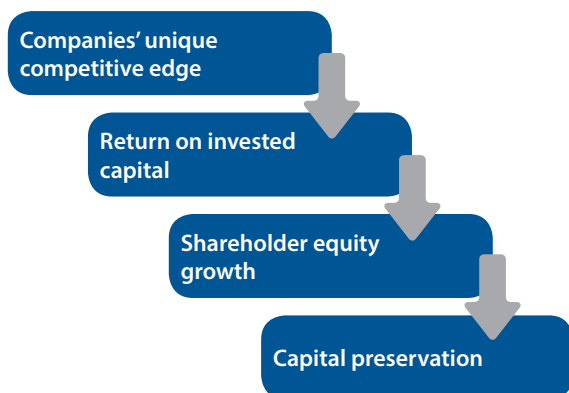 Companies’ unique
competitive edge
Return on invested
capital
Shareholder equity
growth
Capital preservation